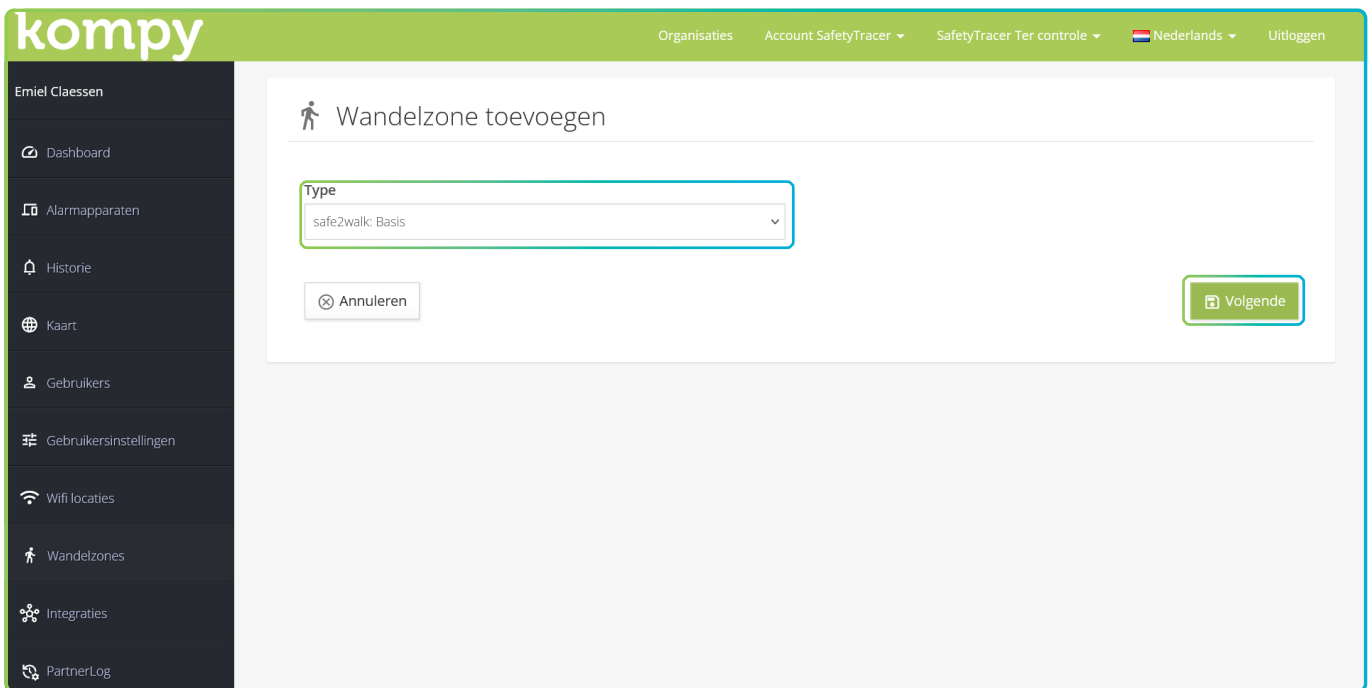 kompy
Organisaties
Account SafetyTracer
SafetyTracer Ter controle
Nederlands
Uitloggen
Emiel Claessen
Dashboard
Alarmapparaten
Historie
Kaart
Gebruikers
Gebruikersinstellingen
Wifi locaties
Wandelzones
Integraties
PartnerLog
Wandelzone toevoegen
Type
safe2walk: Basis
Annuleren
Volgende